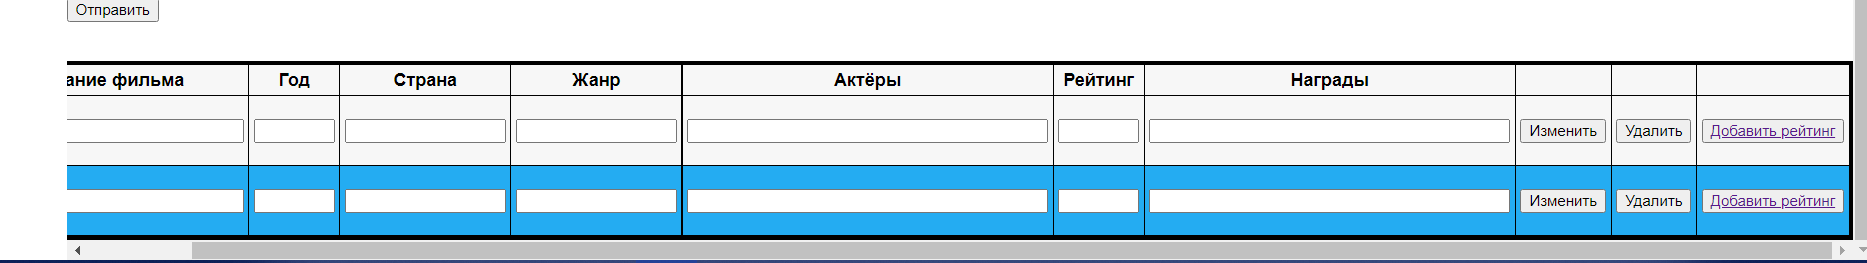 Отправить
ание фильма Год Страна Жанр Актёры Рейтинг Награды
Изменить Удалить Добавить рейтинг
Изменить Удалить Добавить рейтинг